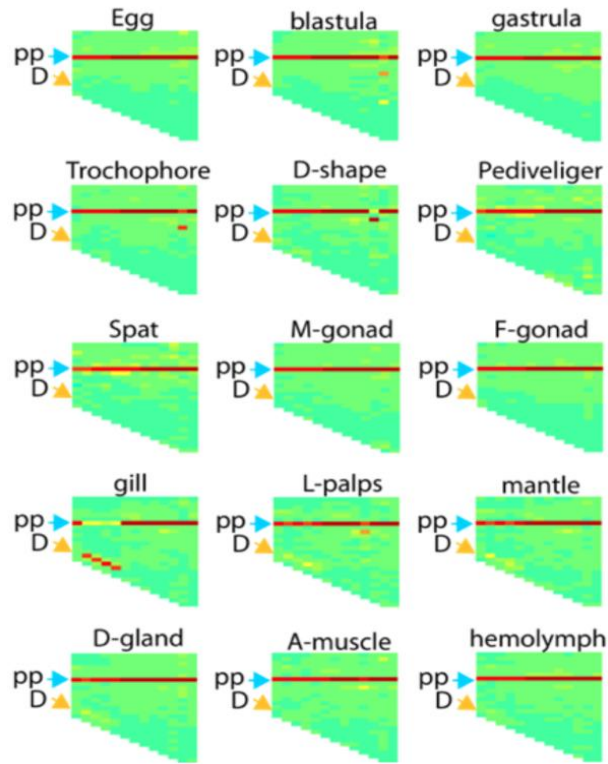 Egg blastula gastrula
pp pp pp
D D D
Trochophore D-shape Pediveliger
pp pp pp
D D D
Spat M-gonad F-gonad
pp pp pp
D D D
gill L-palps mantle
pp pp pp
D D D
D-gland A-muscle hemolymph
pp pp pp
D D D